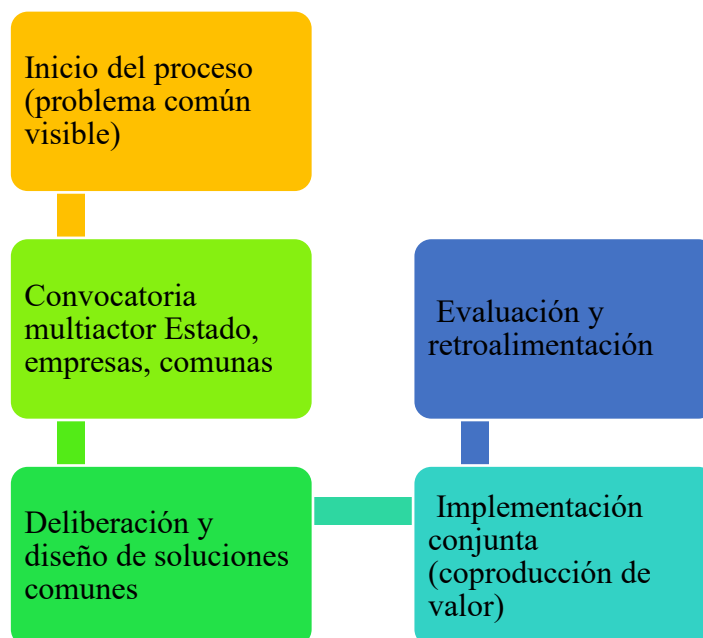 Inicio del proceso
(problema común
visible)
Convocatoria
multiactor Estado,
empresas, comunas
Deliberación y
diseño de soluciones
comunes
Implementación
conjunta
(coproducción de
valor)
Evaluación y
retroalimentación